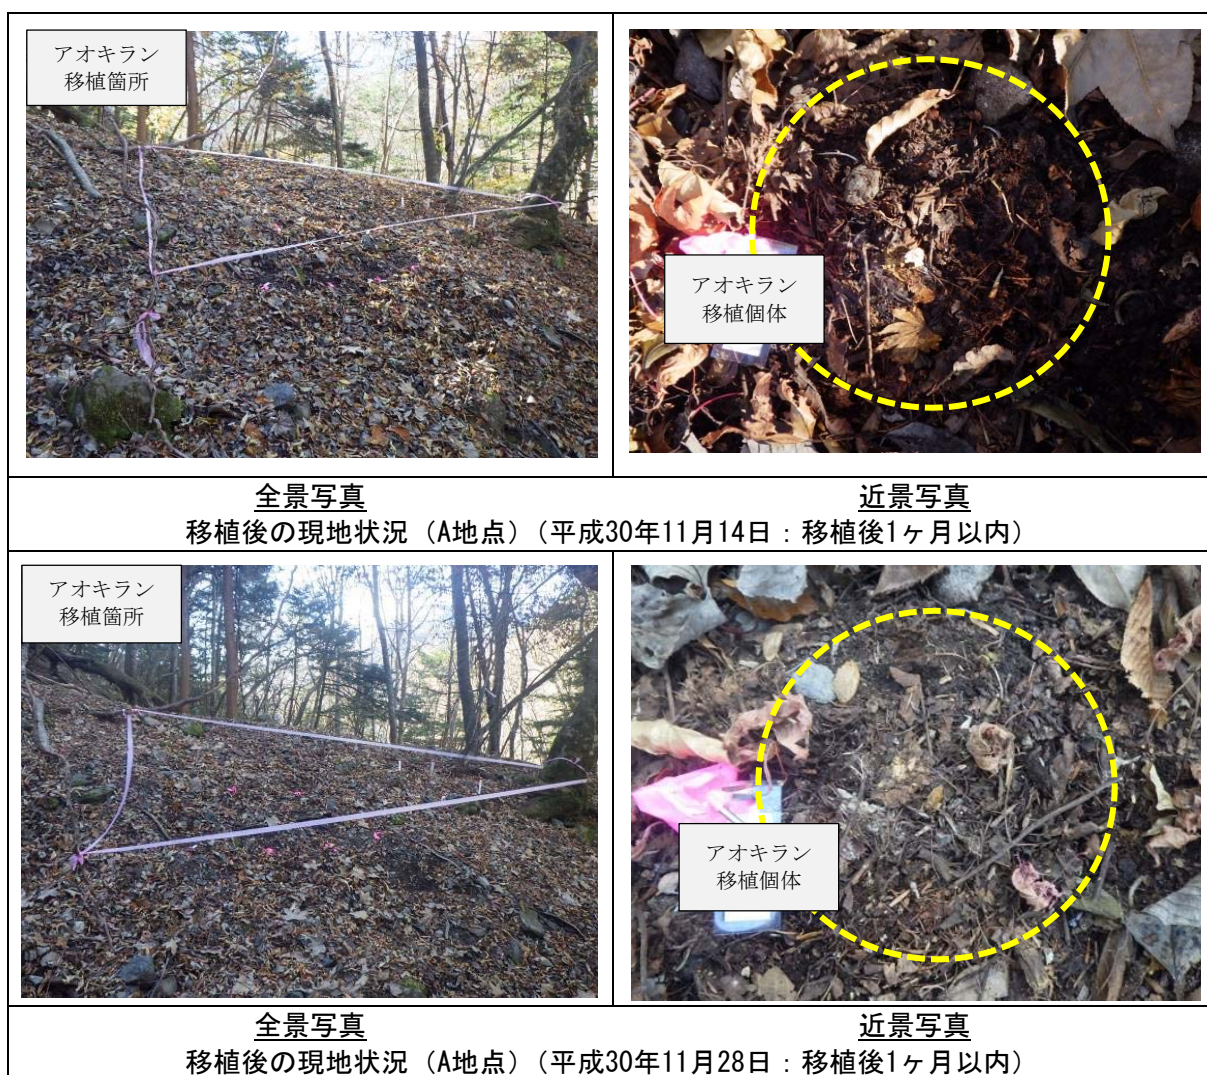 アオキラン
移植箇所
アオキラン
移植個体
全景写真
近景写真
移植後の現地状況（A地点）（平成30年11月14日：移植後1ヶ月以内）
アオキラン
移植箇所
アオキラン
移植個体
全景写真
近景写真
移植後の現地状況（A地点）（平成30年11月28日：移植後1ヶ月以内）